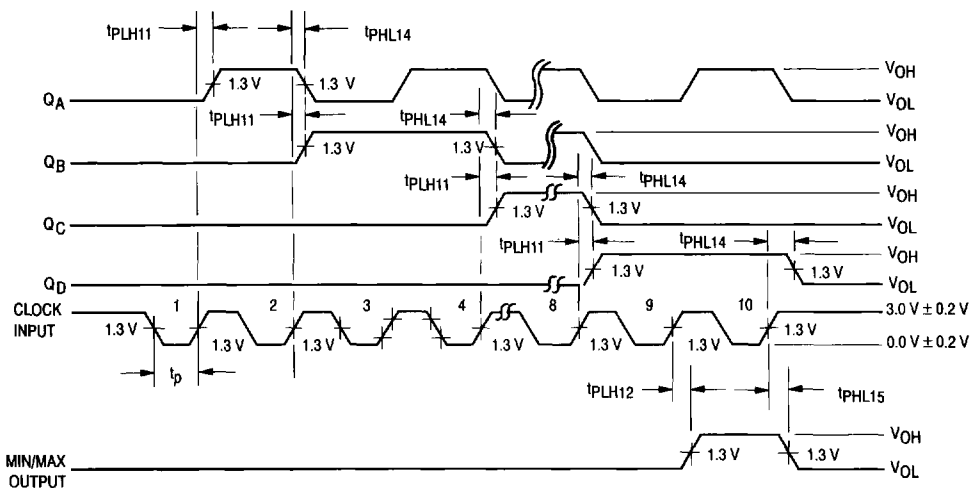 tPLH11 tPHL14
1.3 V 1.3 V VOH
QA VOL
tPLH11 tPHL14 VOH
1.3 V 1.3 V
QB VOL
tPLH11 tPHL14
VOH
1.3 V 1.3 V
QC VOL
tPLH11 tPHL14
VOH
1.3 V 1.3 V
QD VOL
CLOCK INPUT 1 2 3 4 8 9 10 3.0 V ± 0.2 V
1.3 V 1.3 V 1.3 V 1.3 V 1.3 V 1.3 V 1.3 V
0.0 V ± 0.2 V
tp
tPLH12 tPHL15
VOH
1.3 V 1.3 V
MIN/MAX OUTPUT VOL